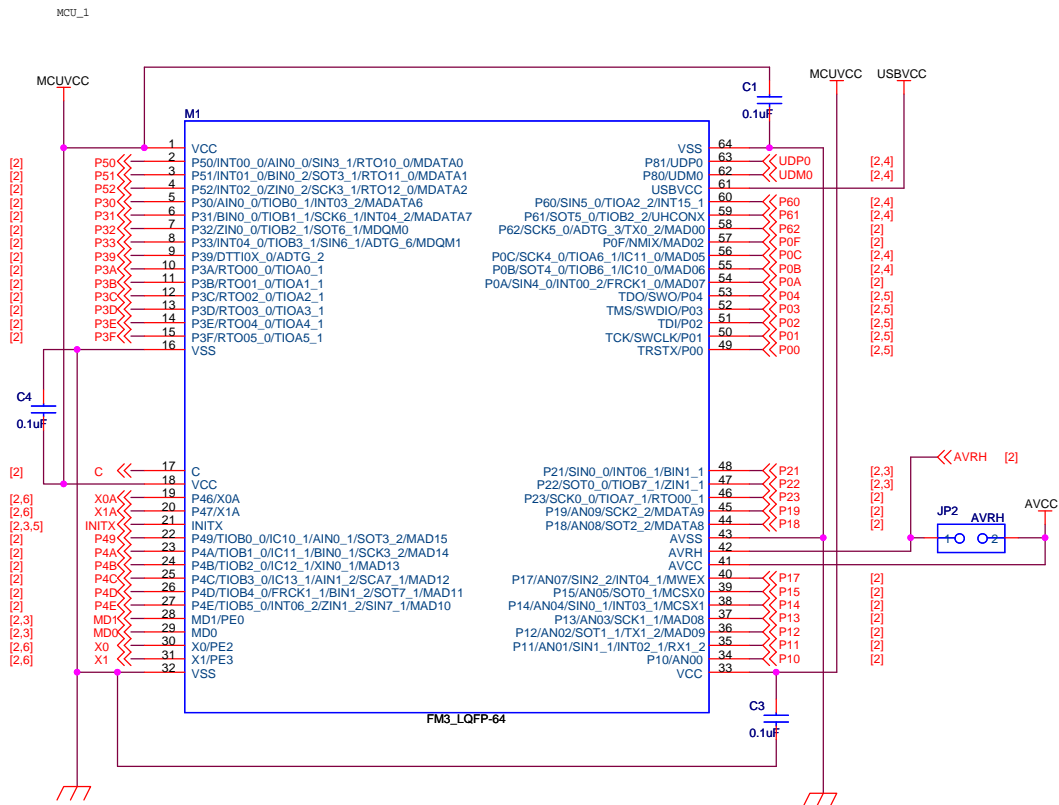 MCU_1
MCUVCC
MCUVCC USBVCC
C1
0.1uF
M1
1 VCC
[2] P50 2 P50/INT00_0/AIN0_0/SIN3_1/RTO10_0/MDATA0
[2] P51 3 P51/INT01_0/BIN0_2/SOT3_1/RTO11_0/MDATA1
[2] P52 4 P52/INT02_0/ZIN0_2/SCK3_1/RTO12_0/MDATA2
[2] P30 5 P30/AIN0_0/TIOB0_1/INT03_2/MADATA6
[2] P31 6 P31/BIN0_0/TIOB1_1/SCK6_1/INT04_2/MADATA7
[2] P32 7 P32/ZIN0_0/TIOB2_1/SOT6_1/MDQM0
[2] P33 8 P33/INT04_0/TIOB3_1/SIN6_1/ADTG_6/MDQM1
[2] P39 9 P39/DTTI0X_0/ADTG_2
[2] P3A 10 P3A/RTO00_0/TIOA0_1
[2] P3B 11 P3B/RTO01_0/TIOA1_1
[2] P3C 12 P3C/RTO02_0/TIOA2_1
[2] P3D 13 P3D/RTO03_0/TIOA3_1
[2] P3E 14 P3E/RTO04_0/TIOA4_1
[2] P3F 15 P3F/RTO05_0/TIOA5_1
16 VSS
VSS 64
P81/UDP0 63 UDP0 [2,4]
P80/UDM0 62 UDM0 [2,4]
USBVCC 61
P60/SIN5_0/TIOA2_2/INT15_1 60 P60 [2,4]
P61/SOT5_0/TIOB2_2/UHCONX 59 P61 [2,4]
P62/SCK5_0/ADTG_3/TX0_2/MAD00 58 P62 [2]
P0F/NMIX/MAD02 57 P0F [2]
P0C/SCK4_0/TIOA6_1/IC11_0/MAD05 56 P0C [2,4]
P0B/SOT4_0/TIOB6_1/IC10_0/MAD06 55 P0B [2,4]
P0A/SIN4_0/INT00_2/FRCK1_0/MAD07 54 P0A [2]
TDO/SWO/P04 53 P04 [2,5]
TMS/SWDIO/P03 52 P03 [2,5]
TDI/P02 51 P02 [2,5]
TCK/SWCLK/P01 50 P01 [2,5]
TRSTX/P00 49 P00 [2,5]
C4
0.1uF
[2] C 17 C
18 VCC
[2,6] X0A 19 P46/X0A
[2,6] X1A 20 P47/X1A
[2,3,5] INITX 21 INITX
[2] P49 22 P49/TIOB0_0/IC10_1/AIN0_1/SOT3_2/MAD15
[2] P4A 23 P4A/TIOB1_0/IC11_1/BIN0_1/SCK3_2/MAD14
[2] P4B 24 P4B/TIOB2_0/IC12_1/XIN0_1/MAD13
[2] P4C 25 P4C/TIOB3_0/IC13_1/AIN1_2/SCA7_1/MAD12
[2] P4D 26 P4D/TIOB4_0/FRCK1_1/BIN1_2/SOT7_1/MAD11
[2] P4E 27 P4E/TIOB5_0/INT06_2/ZIN1_2/SIN7_1/MAD10
[2,3] MD1 28 MD1/PE0
[2,3] MD0 29 MD0
[2,6] X0 30 X0/PE2
[2,6] X1 31 X1/PE3
32 VSS
P21/SIN0_0/INT06_1/BIN1_1 48 P21 [2,3]
P22/SOT0_0/TIOB7_1/ZIN1_1 47 P22 [2,3]
P23/SCK0_0/TIOA7_1/RTO00_1 46 P23 [2]
P19/AN09/SCK2_2/MDATA9 45 P19 [2]
P18/AN08/SOT2_2/MDATA8 44 P18 [2]
AVSS 43
AVRH 42
AVCC 41
P17/AN07/SIN2_2/INT04_1/MWEX 40 P17 [2]
P15/AN05/SOT0_1/MCSX0 39 P15 [2]
P14/AN04/SIN0_1/INT03_1/MCSX1 38 P14 [2]
P13/AN03/SCK1_1/MAD08 37 P13 [2]
P12/AN02/SOT1_1/TX1_2/MAD09 36 P12 [2]
P11/AN01/SIN1_1/INT02_1/RX1_2 35 P11 [2]
P10/AN00 34 P10 [2]
VCC 33
AVRH [2]
AVCC
JP2 AVRH
1 2
C3
0.1uF
FM3_LQFP-64